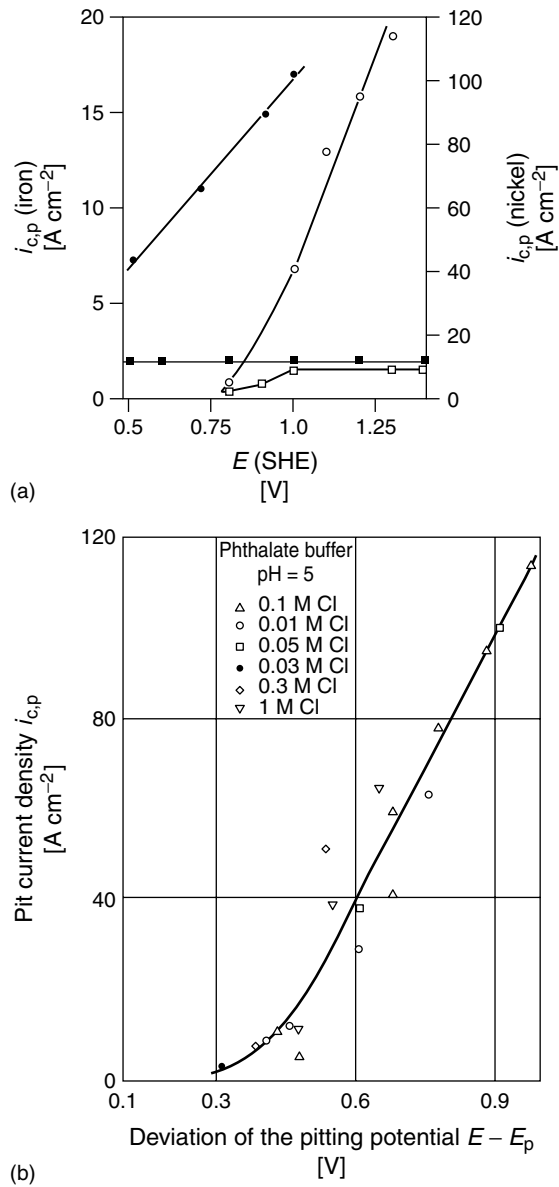 20
15
10
5
0
i_c,p (iron)
[A cm⁻²]
120
100
80
60
40
20
0
i_c,p (nickel)
[A cm⁻²]
0.5
0.75
1.0
1.25
E (SHE)
[V]
(a)
120
80
40
0
Pit current density i_c,p
[A cm⁻²]
Phthalate buffer
pH = 5
0.1 M Cl
0.01 M Cl
0.05 M Cl
0.03 M Cl
0.3 M Cl
1 M Cl
0.1
0.3
0.6
0.9
Deviation of the pitting potential E − E_p
[V]
(b)